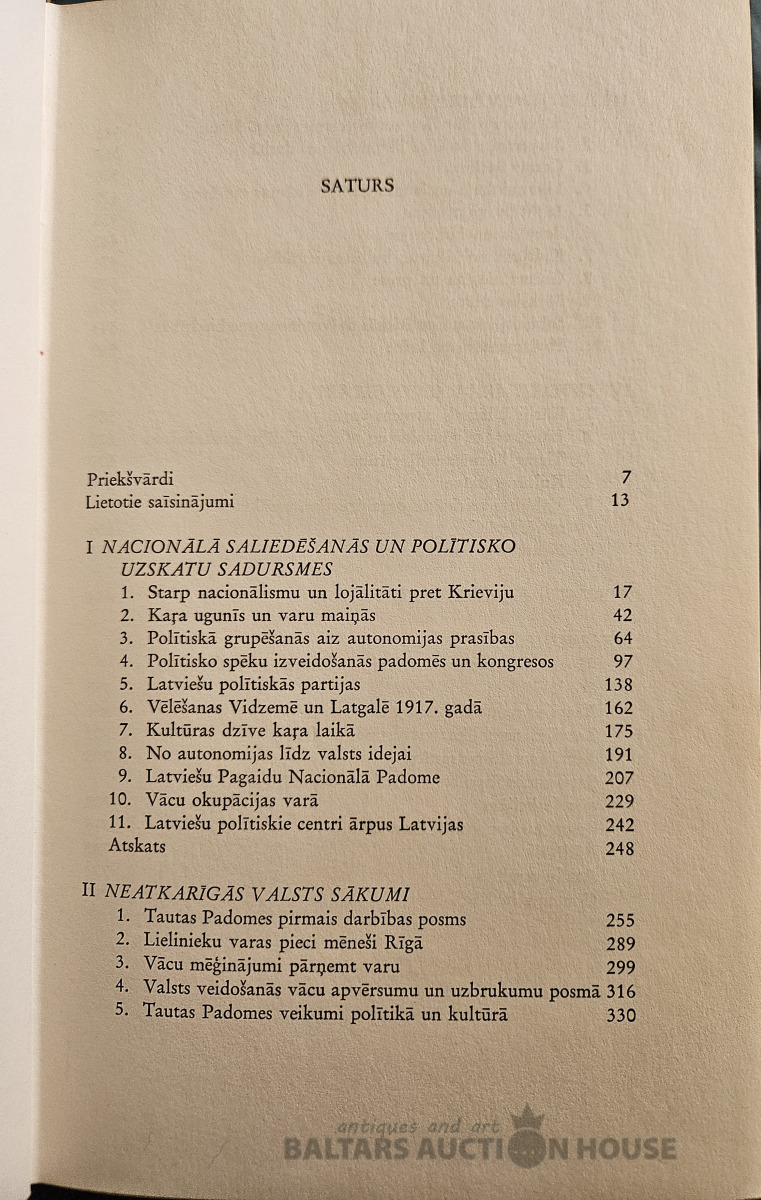 SATURS
Priekšvārdi 7
Lietotie saīsinājumi 13
I NACIONĀLĀ SALIEDĒŠANĀS UN POLĪTISKO
UZSKATU SADURSMES
1. Starp nacionālismu un lojālitāti pret Krieviju 17
2. Kaŗa ugunīs un varu maiņās 42
3. Polītiskā grupēšanās aiz autonomijas prasības 64
4. Polītisko spēku izveidošanās padomēs un kongresos 97
5. Latviešu polītiskās partijas 138
6. Vēlēšanas Vidzemē un Latgalē 1917. gadā 162
7. Kultūras dzīve kaŗa laikā 175
8. No autonomijas līdz valsts idejai 191
9. Latviešu Pagaidu Nacionālā Padome 207
10. Vācu okupācijas varā 229
11. Latviešu polītiskie centri ārpus Latvijas 242
Atskats 248
II NEATKARĪGĀS VALSTS SĀKUMI
1. Tautas Padomes pirmais darbības posms 255
2. Lielinieku varas pieci mēneši Rīgā 289
3. Vācu mēģinājumi pārņemt varu 299
4. Valsts veidošanās vācu apvērsumu un uzbrukumu posmā 316
5. Tautas Padomes veikumi polītikā un kultūrā 330
antiques and art
BALTARS AUCTION HOUSE